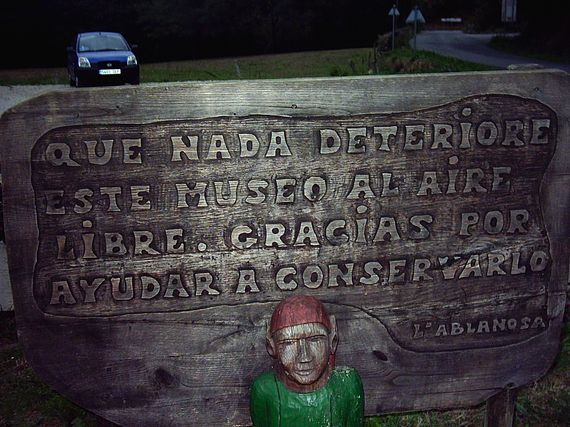 QUE NADA DETERiORE
ESTE MUSEO AL AiRE
LiBRE. GRACiAS POR
AYUDAR A CONSERVARLO
L'ABLANOSA